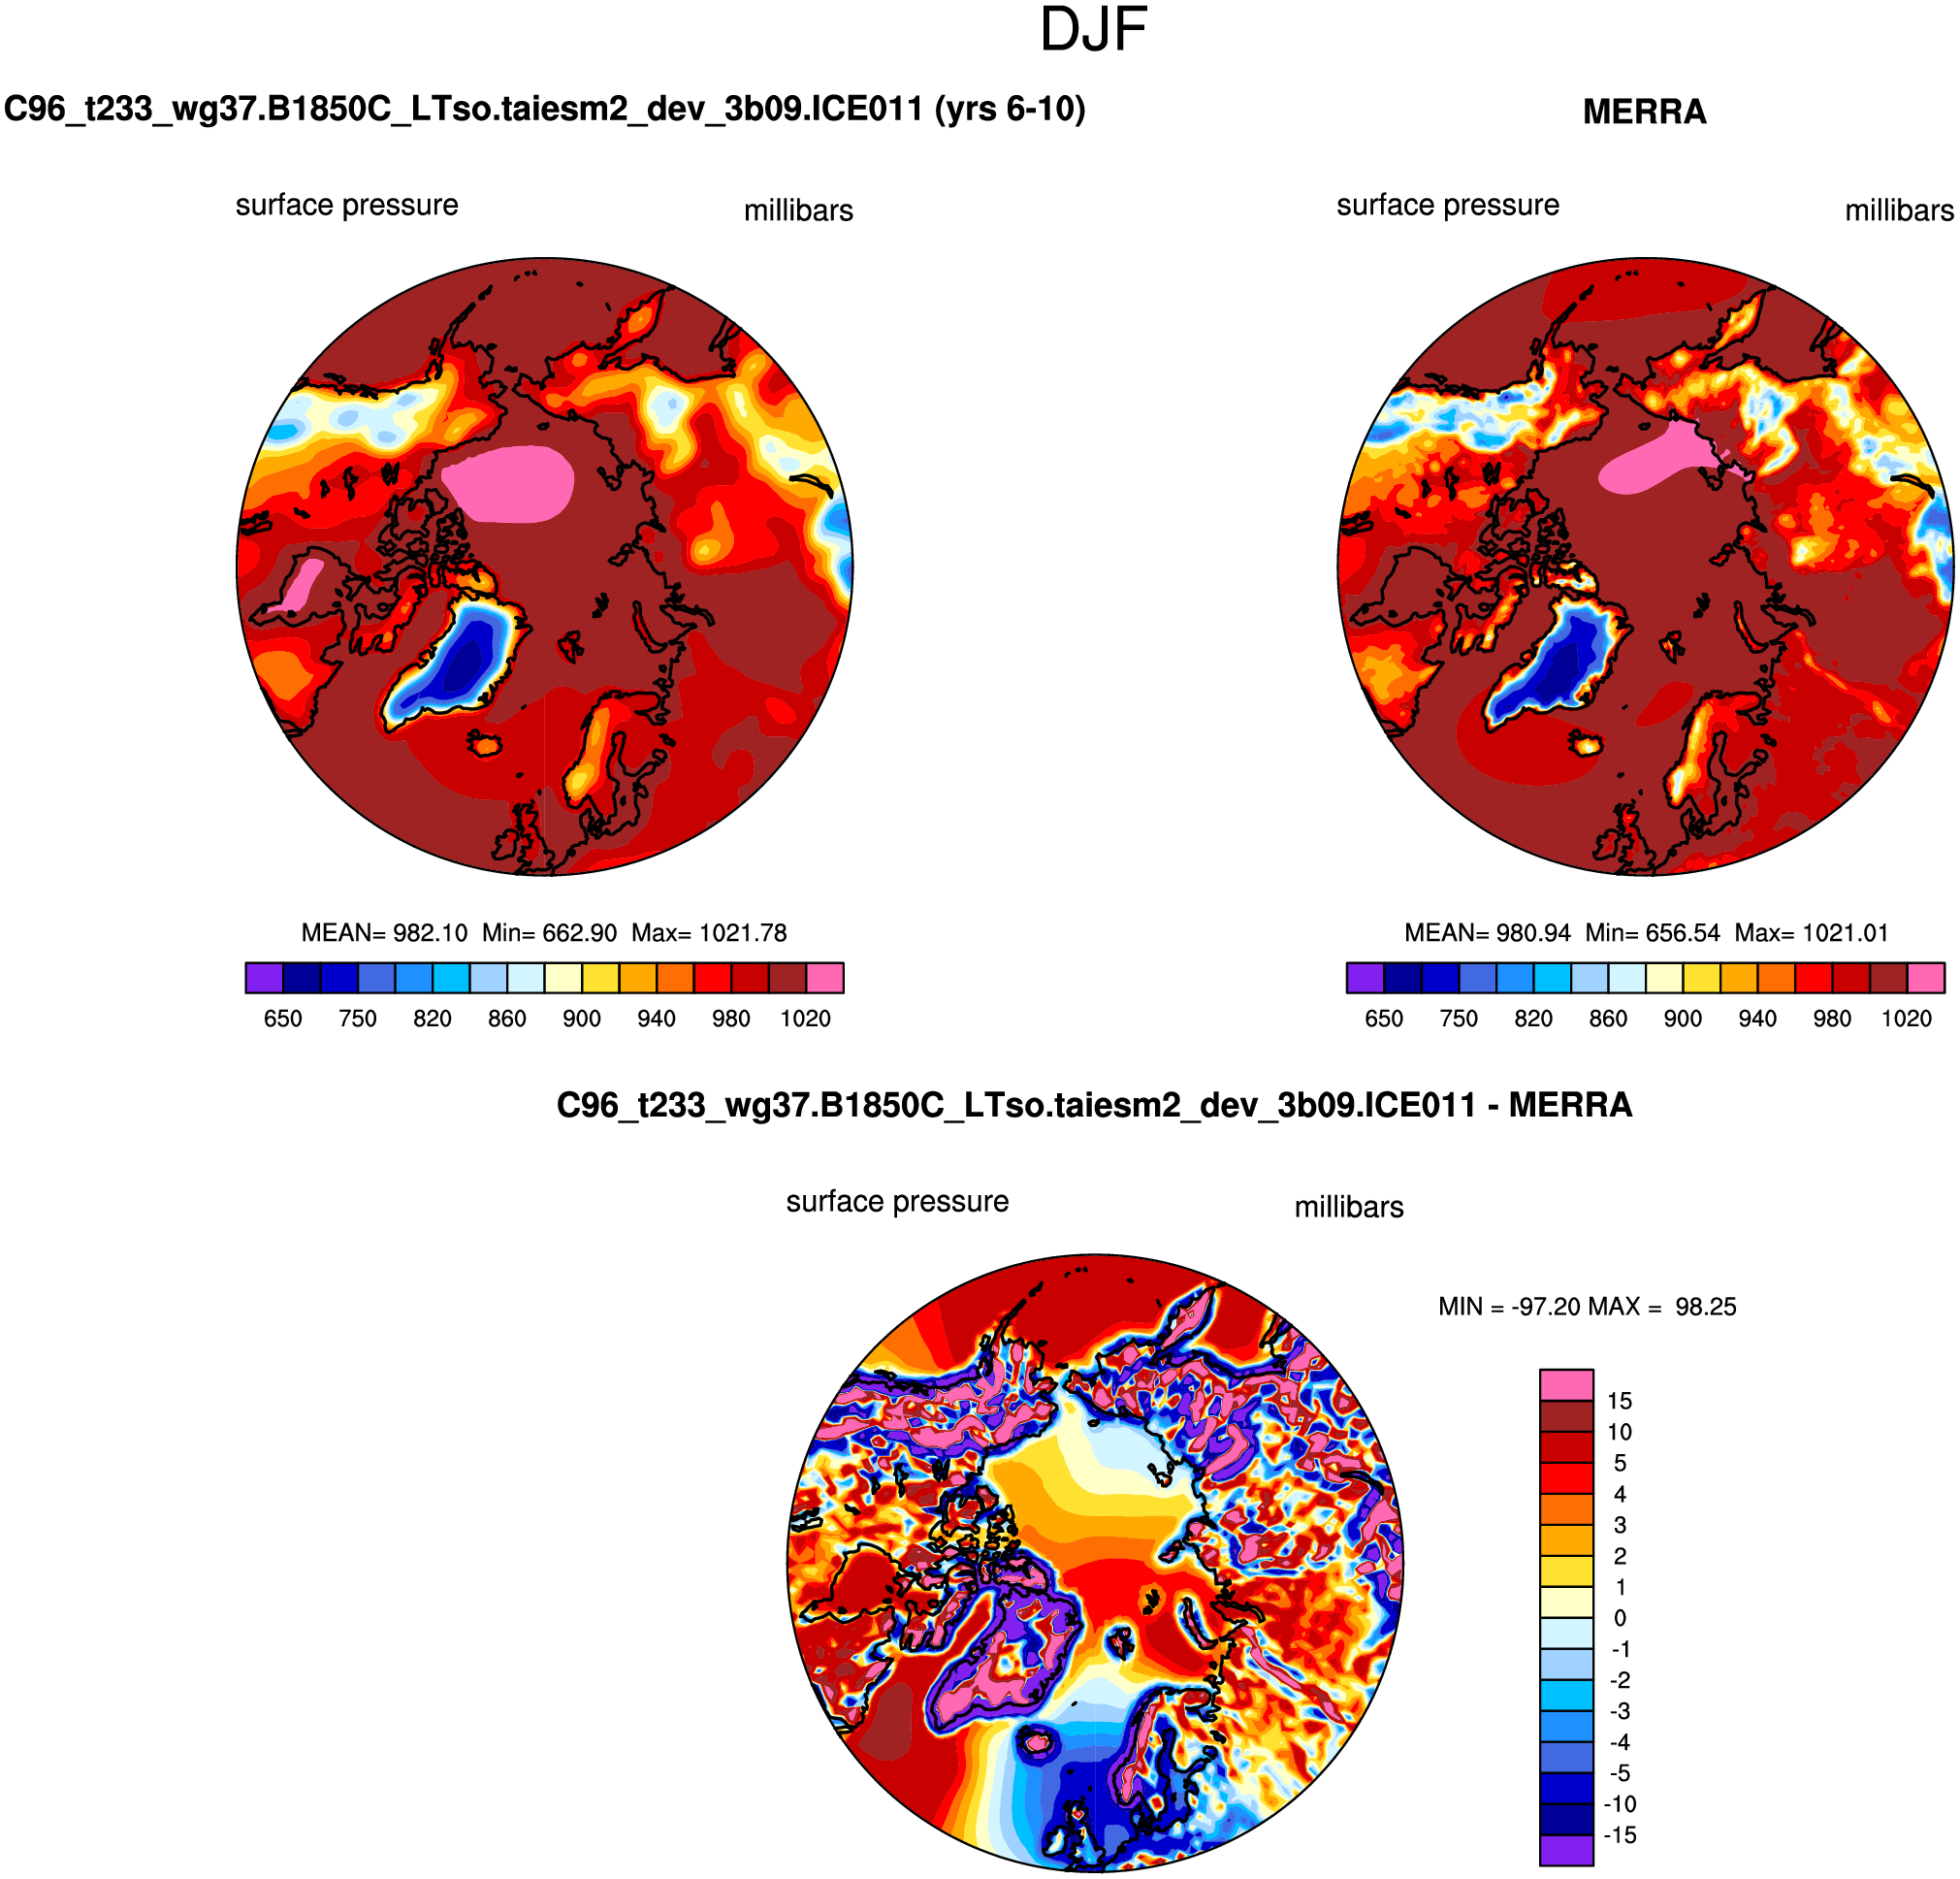 DJF
C96_t233_wg37.B1850C_LTso.taiesm2_dev_3b09.ICE011 (yrs 6-10)
MERRA
surface pressure millibars
surface pressure millibars
MEAN= 982.10 Min= 662.90 Max= 1021.78
MEAN= 980.94 Min= 656.54 Max= 1021.01
650 750 820 860 900 940 980 1020
650 750 820 860 900 940 980 1020
C96_t233_wg37.B1850C_LTso.taiesm2_dev_3b09.ICE011 - MERRA
surface pressure millibars
MIN = -97.20 MAX = 98.25
15
10
5
4
3
2
1
0
-1
-2
-3
-4
-5
-10
-15